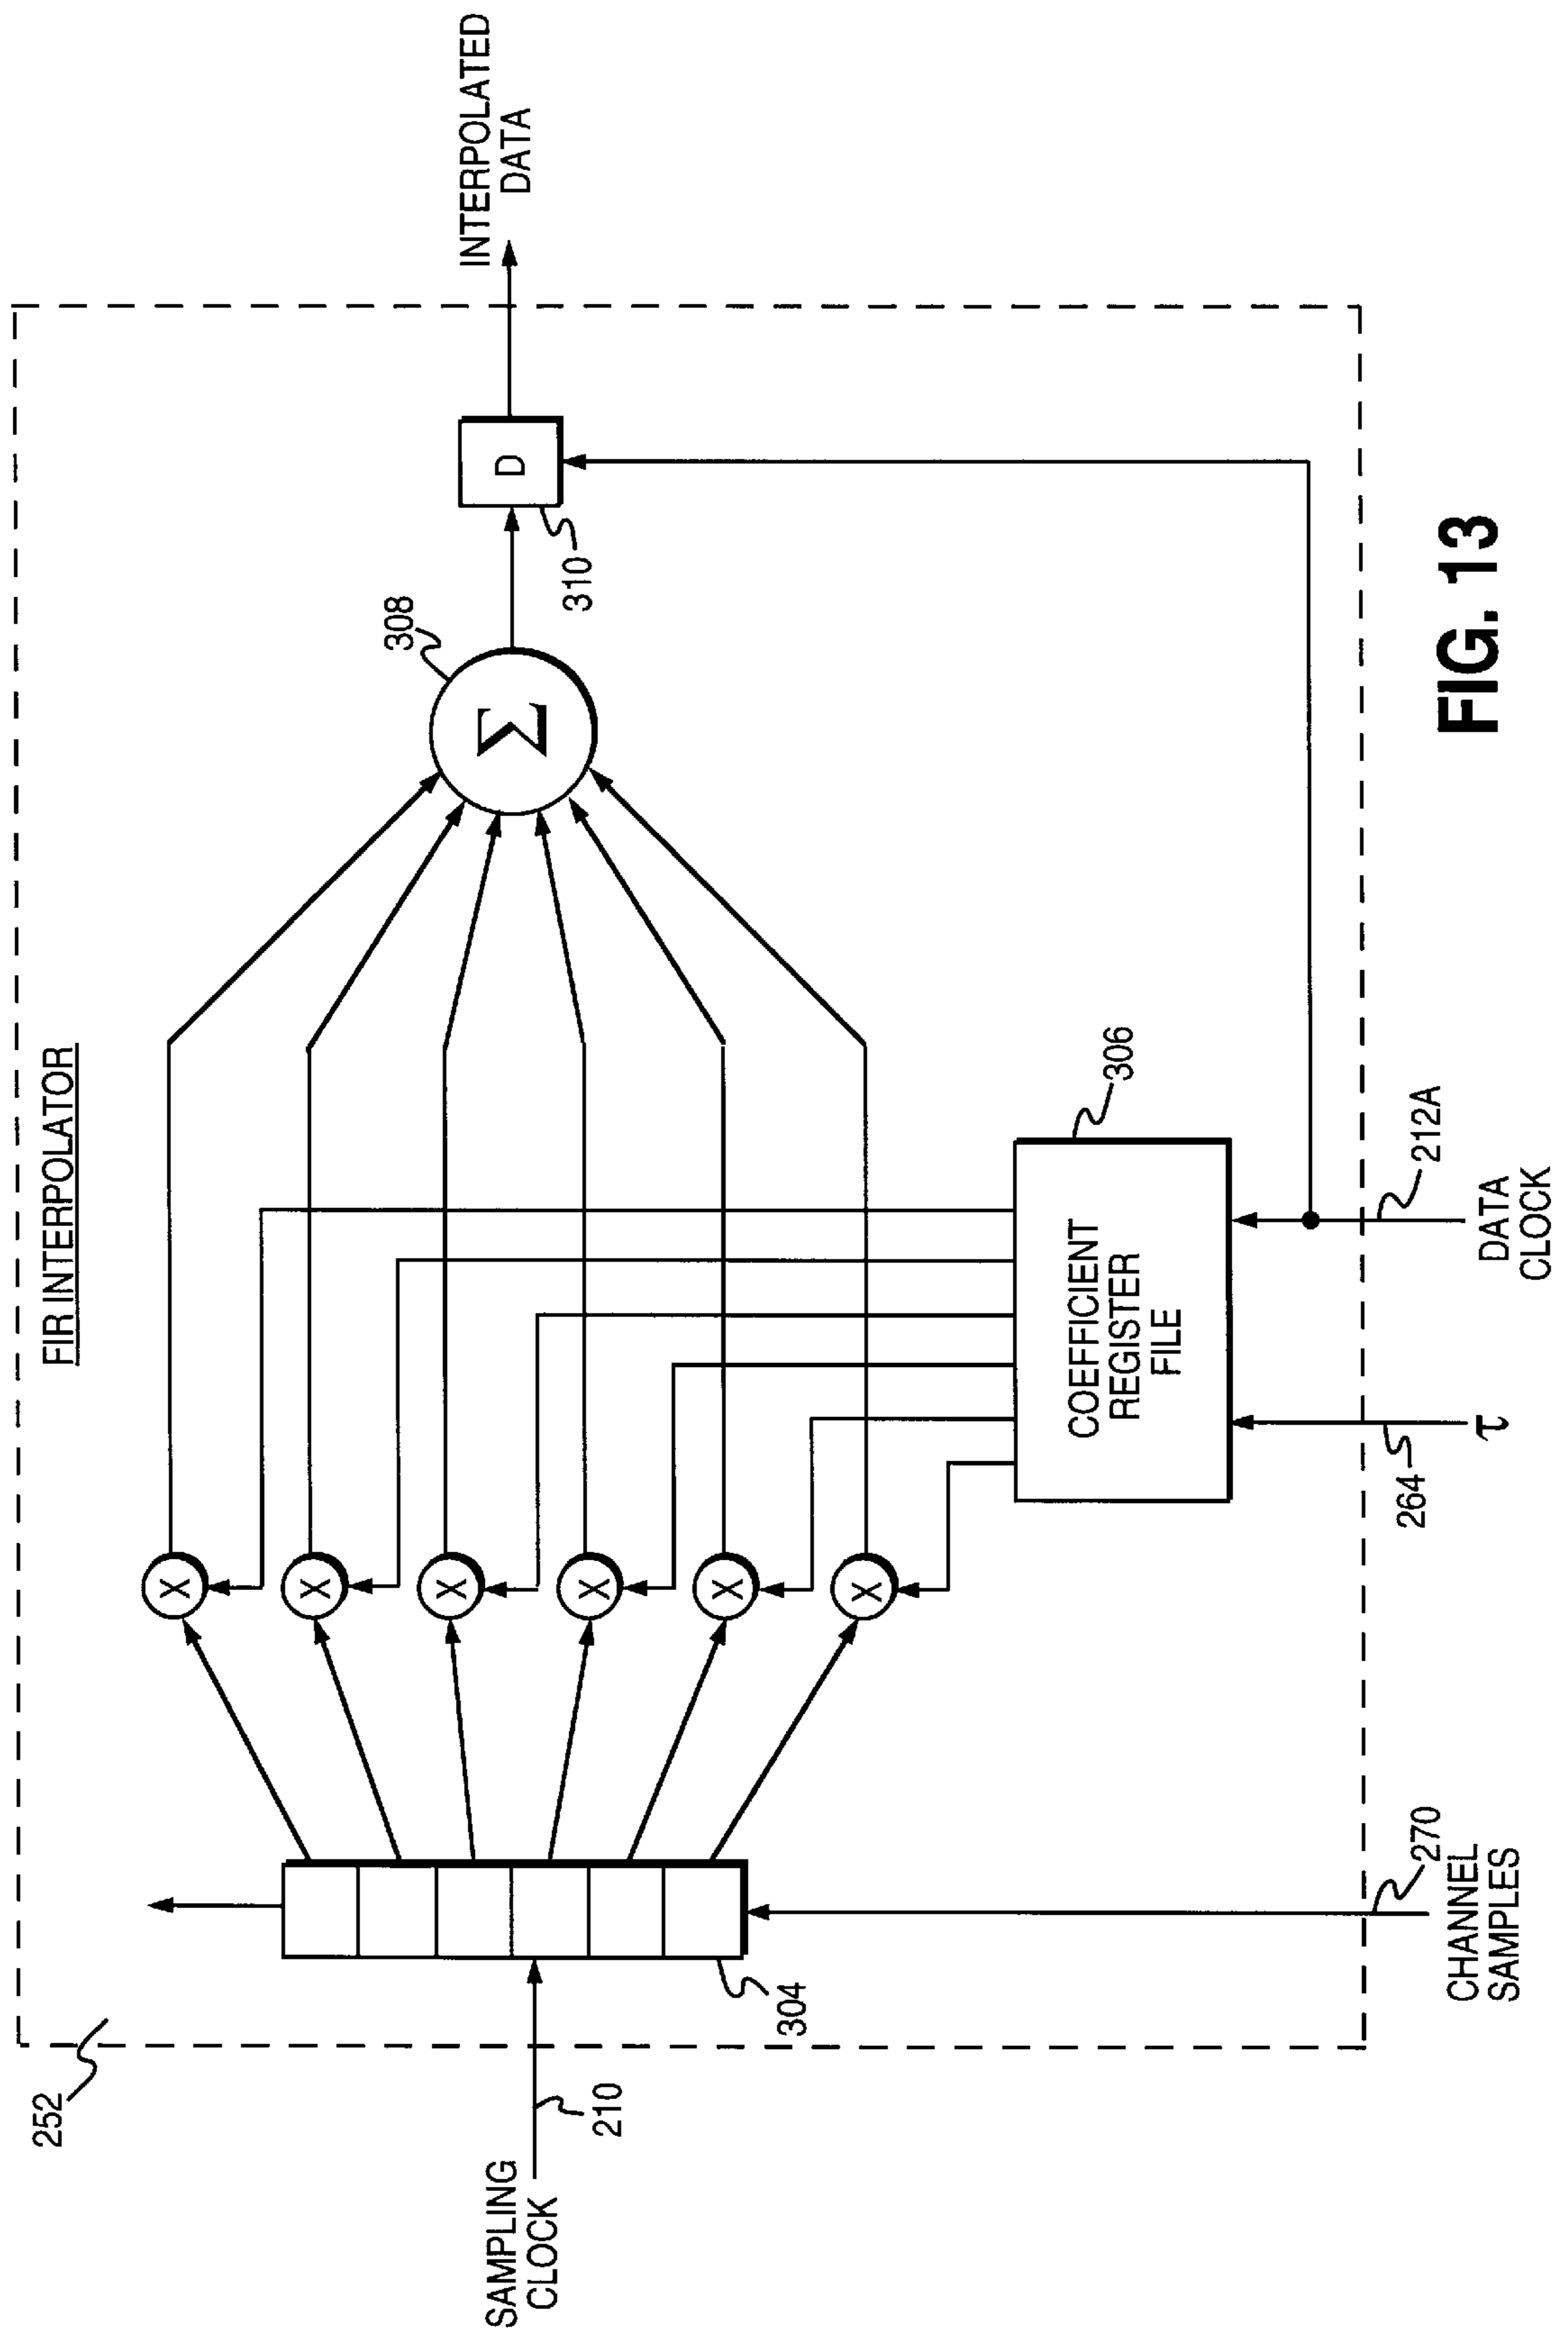 FIR INTERPOLATOR
252
SAMPLING
CLOCK
210
304
CHANNEL
SAMPLES
270
X
X
X
X
X
X
COEFFICIENT
REGISTER
FILE
306
264
τ
DATA
CLOCK
212A
Σ
308
D
310
INTERPOLATED
DATA
FIG. 13